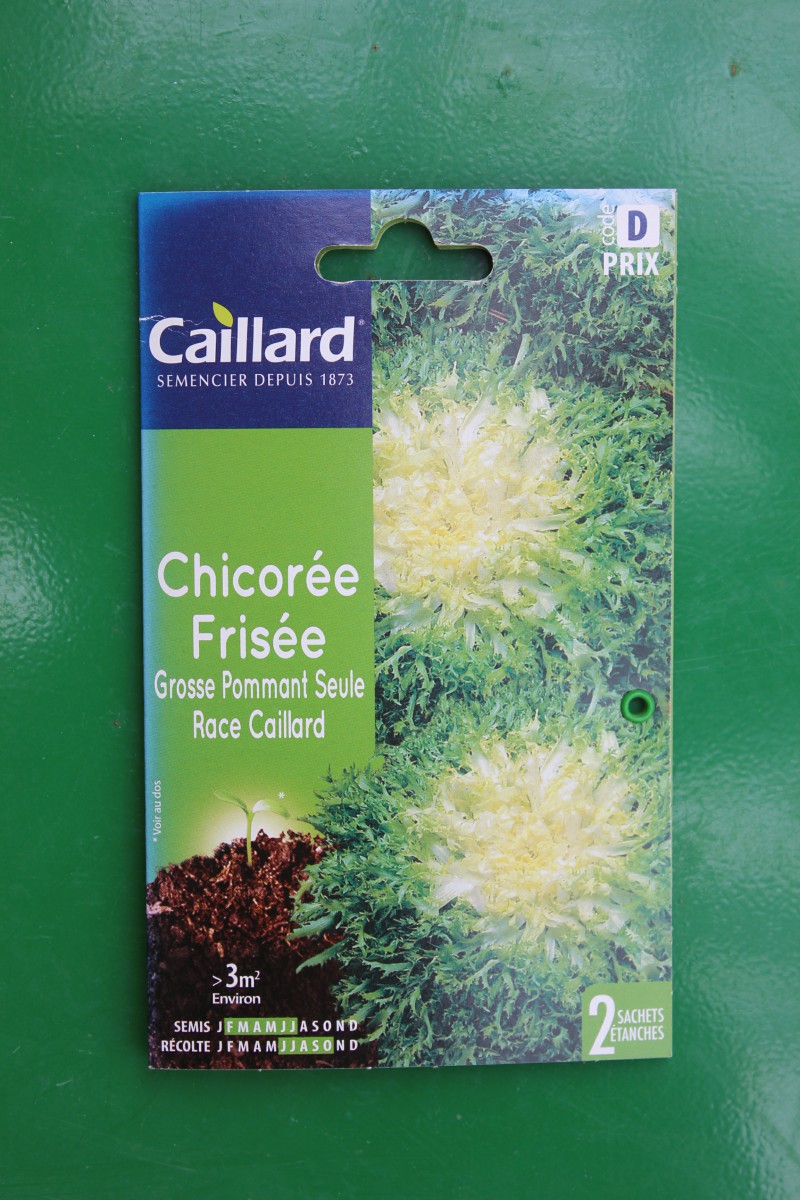 code D
PRIX
Caillard®
SEMENCIER DEPUIS 1873
Chicorée
Frisée
Grosse Pommant Seule
Race Caillard
*
* Voir au dos
>3m²
Environ
SEMIS J F M A M J J A S O N D
RÉCOLTE J F M A M J J A S O N D
2 SACHETS
ÉTANCHES